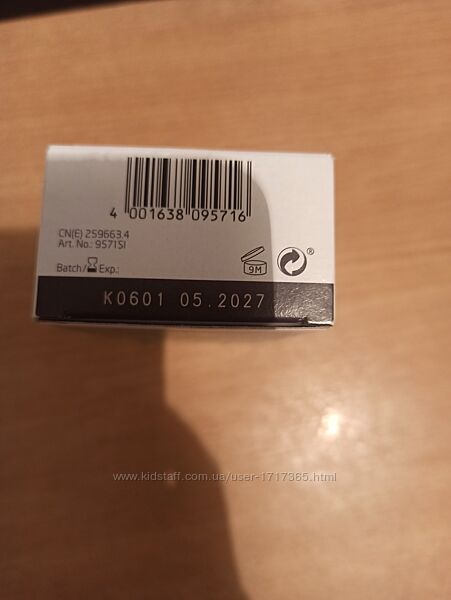 4 001638 095716
CN(E) 259663.4
Art. No.: 95715I
Batch/ Exp.:
9M
®
K0601 05.2027
www.kidstaff.com.ua/user-1717365.html